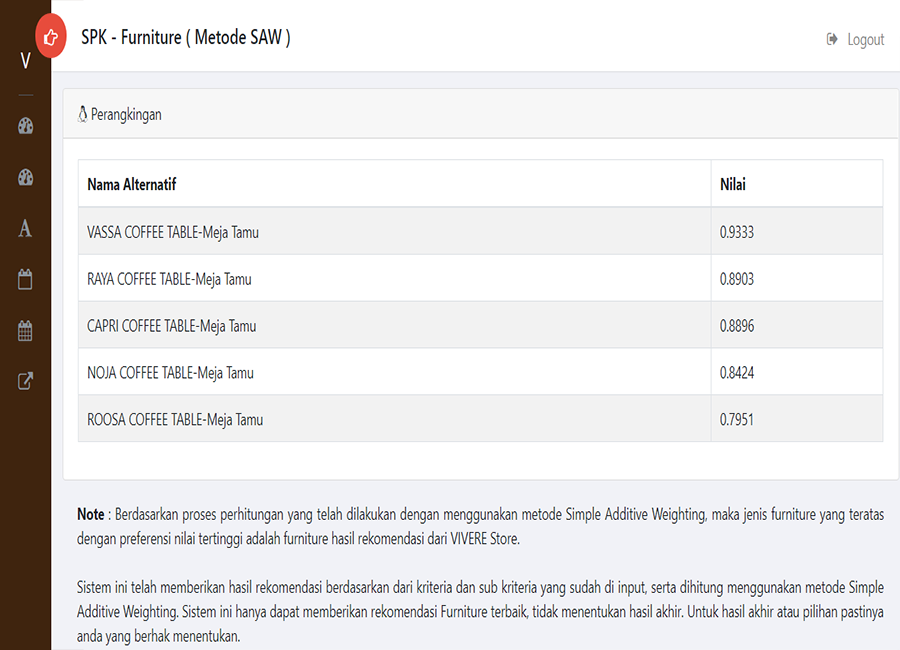 SPK - Furniture ( Metode SAW )
Logout
V
Perangkingan
Nama Alternatif Nilai
VASSA COFFEE TABLE-Meja Tamu 0.9333
RAYA COFFEE TABLE-Meja Tamu 0.8903
CAPRI COFFEE TABLE-Meja Tamu 0.8896
NOJA COFFEE TABLE-Meja Tamu 0.8424
ROOSA COFFEE TABLE-Meja Tamu 0.7951
Note : Berdasarkan proses perhitungan yang telah dilakukan dengan menggunakan metode Simple Additive Weighting, maka jenis furniture yang teratas
dengan preferensi nilai tertinggi adalah furniture hasil rekomendasi dari VIVERE Store.
Sistem ini telah memberikan hasil rekomendasi berdasarkan dari kriteria dan sub kriteria yang sudah di input, serta dihitung menggunakan metode Simple
Additive Weighting. Sistem ini hanya dapat memberikan rekomendasi Furniture terbaik, tidak menentukan hasil akhir. Untuk hasil akhir atau pilihan pastinya
anda yang berhak menentukan.